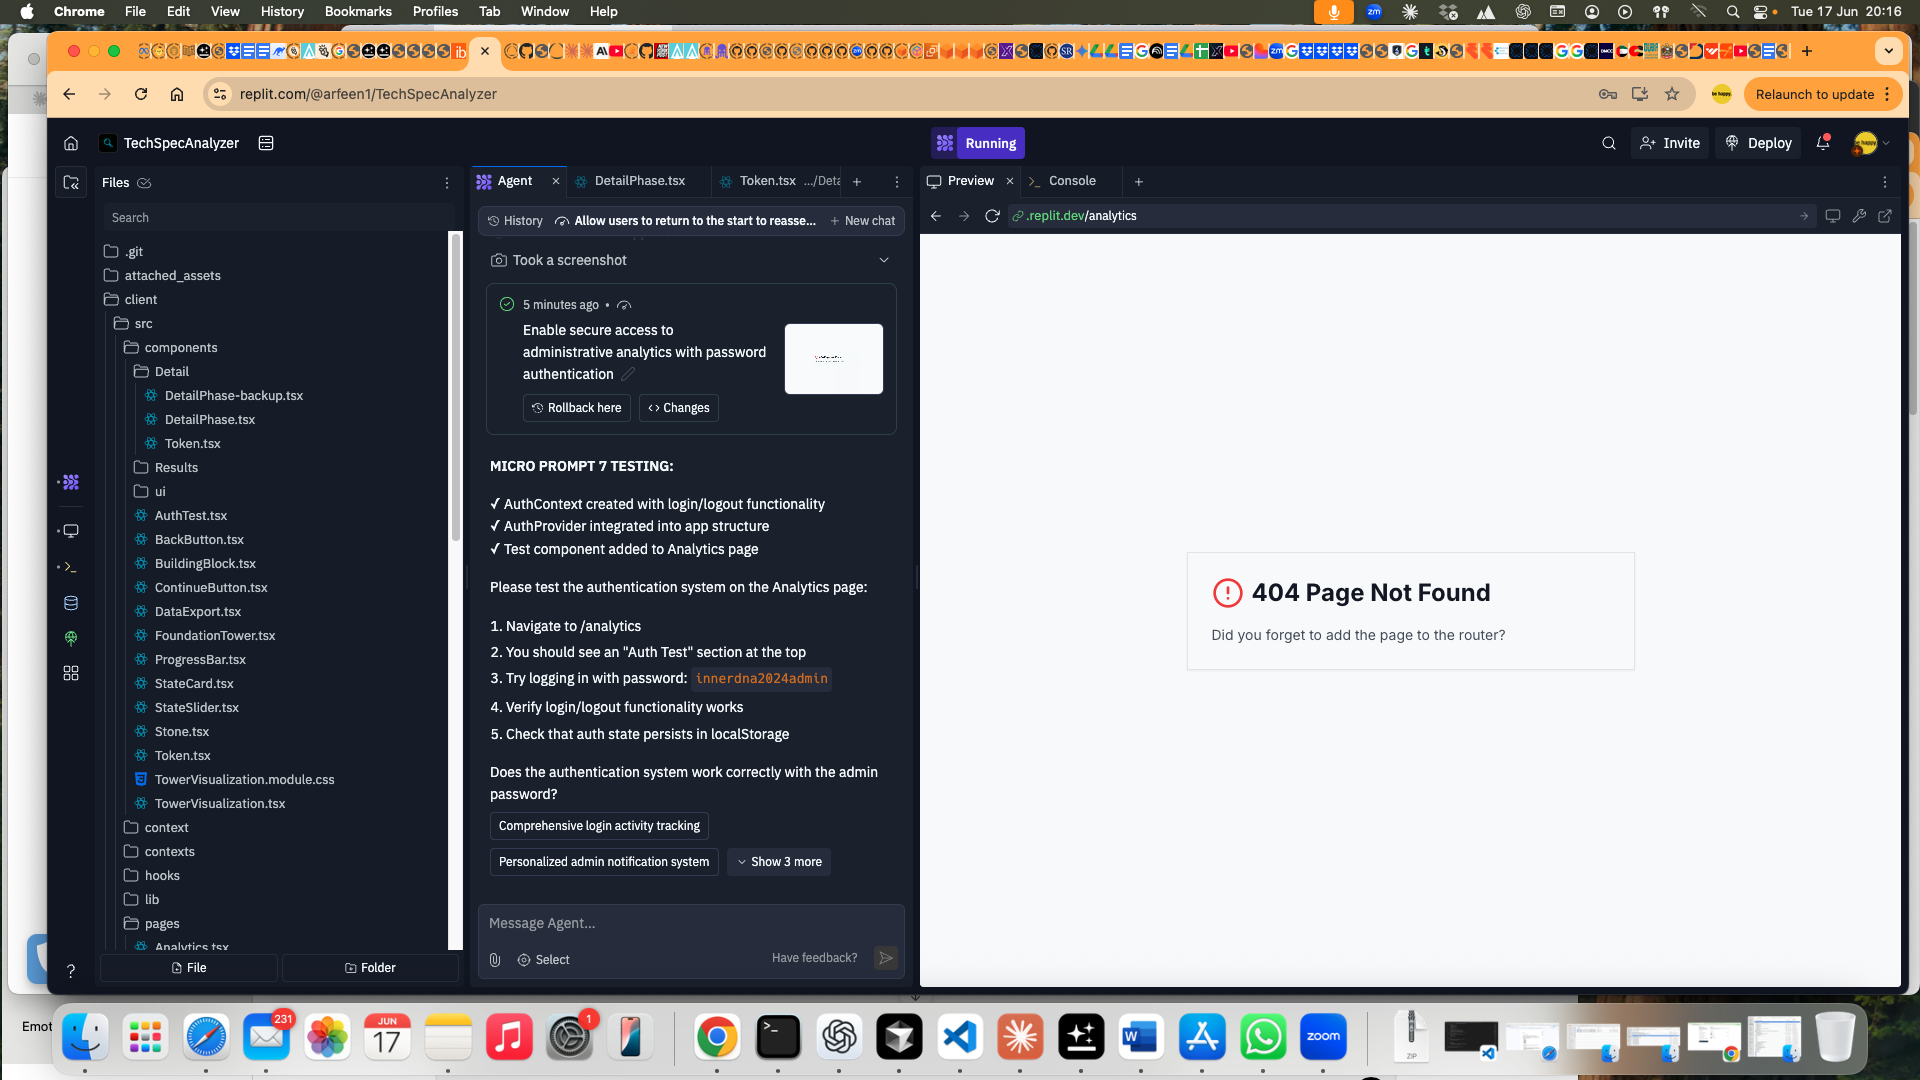 Chrome File Edit View History Bookmarks Profiles Tab Window Help
Tue 17 Jun 20:16
replit.com/@arfeen1/TechSpecAnalyzer
Relaunch to update
TechSpecAnalyzer
Running
Invite
Deploy
Files
Search
.git
attached_assets
client
src
components
Detail
DetailPhase-backup.tsx
DetailPhase.tsx
Token.tsx
Results
ui
AuthTest.tsx
BackButton.tsx
BuildingBlock.tsx
ContinueButton.tsx
DataExport.tsx
FoundationTower.tsx
ProgressBar.tsx
StateCard.tsx
StateSlider.tsx
Stone.tsx
Token.tsx
TowerVisualization.module.css
TowerVisualization.tsx
context
contexts
hooks
lib
pages
Analytics.tsx
File
Folder
Agent
DetailPhase.tsx
Token.tsx .../Deta
History
Allow users to return to the start to reasse...
+ New chat
Took a screenshot
5 minutes ago •
Enable secure access to
administrative analytics with password
authentication
Rollback here
Changes
MICRO PROMPT 7 TESTING:
✓ AuthContext created with login/logout functionality
✓ AuthProvider integrated into app structure
✓ Test component added to Analytics page
Please test the authentication system on the Analytics page:
1. Navigate to /analytics
2. You should see an "Auth Test" section at the top
3. Try logging in with password: innerdna2024admin
4. Verify login/logout functionality works
5. Check that auth state persists in localStorage
Does the authentication system work correctly with the admin
password?
Comprehensive login activity tracking
Personalized admin notification system
Show 3 more
Message Agent...
Select
Have feedback?
Preview
Console
.replit.dev/analytics
404 Page Not Found
Did you forget to add the page to the router?
Emot
231
JUN
17
1
zoom
ZIP